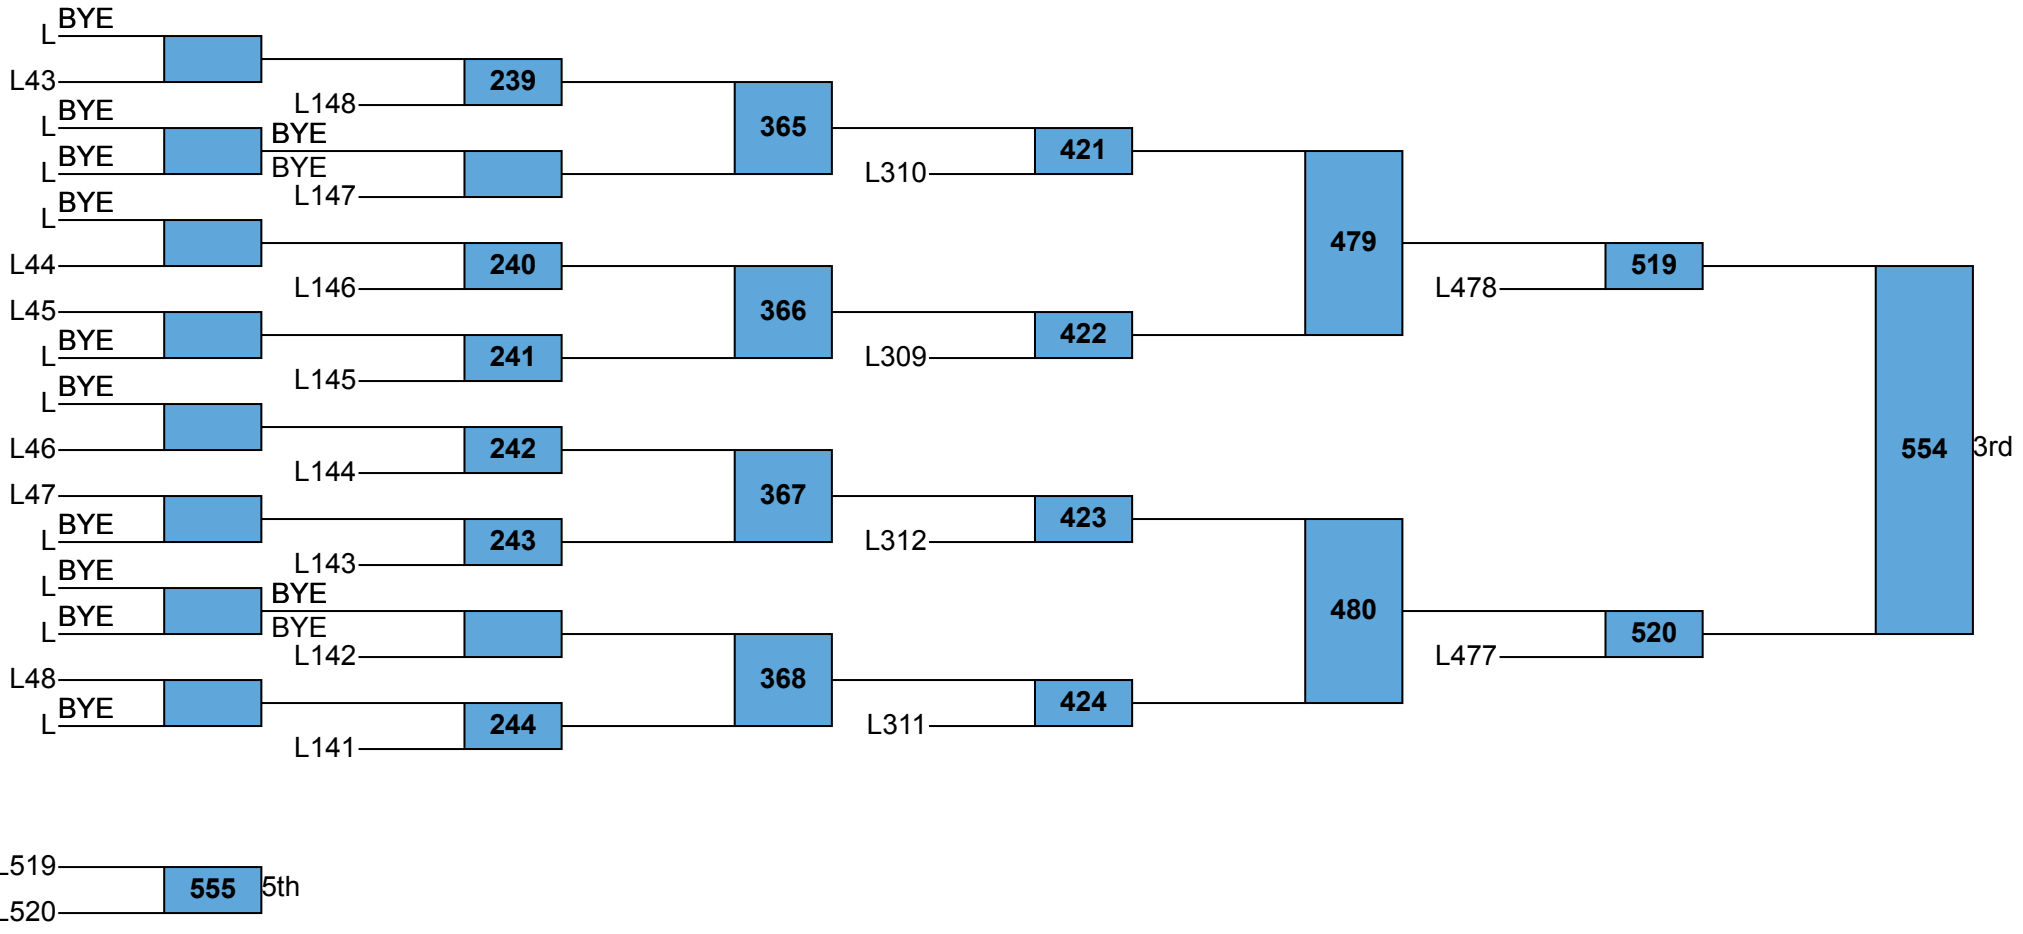 BYE
L
L43
BYE
L
BYE
L
BYE
L
L44
L45
BYE
L
BYE
L
L46
L47
BYE
L
BYE
L
BYE
L
L48
BYE
L
L148
BYE
BYE
L147
L146
L145
L144
L143
BYE
BYE
L142
L141
239
240
241
242
243
244
365
366
367
368
L310
L309
L312
L311
421
422
423
424
479
480
L478
L477
519
520
554
3rd
L519
L520
555
5th